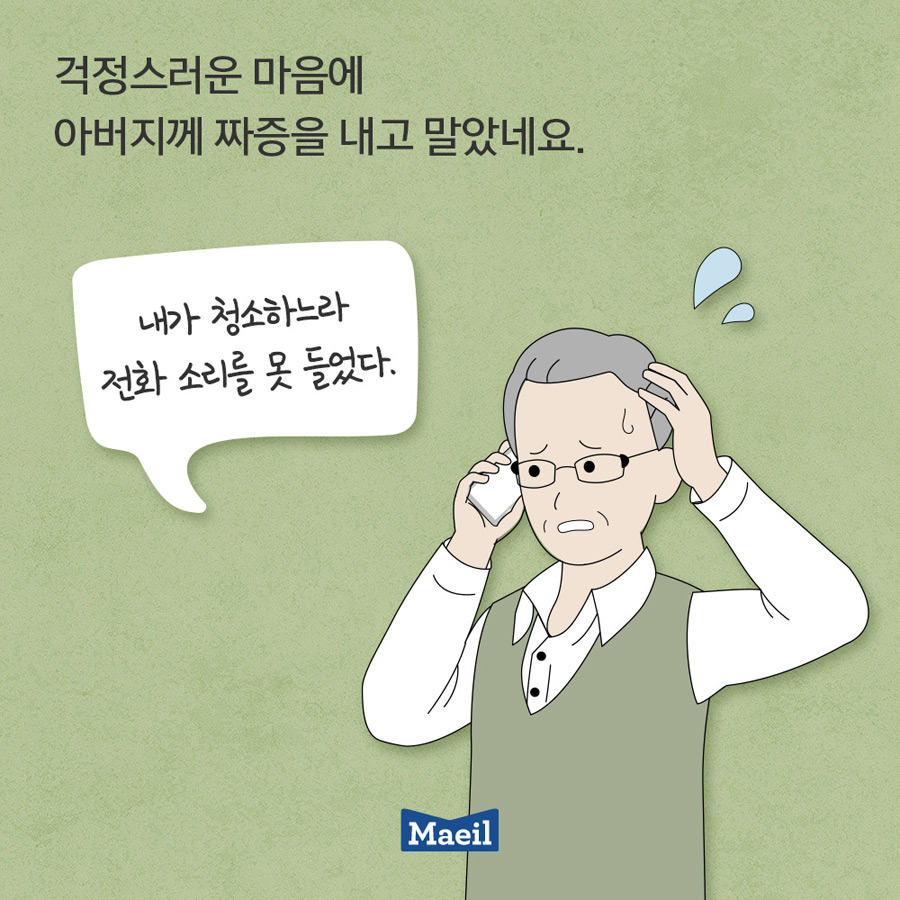 걱정스러운 마음에
아버지께 짜증을 내고 말았네요.
내가 청소하느라
전화 소리를 못 들었다.
Maeil